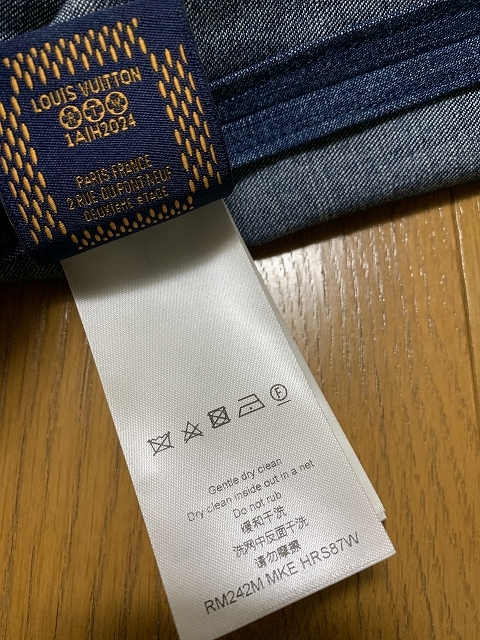 LOUIS VUITTON
RTW
1AIH2024
PARIS FRANCE
2 RUE DU PONT-NEUF
DEUXIÈME ÉTAGE
F
Gentle dry clean
Dry clean inside out in a net
Do not rub
缓和干洗
洗网中反面干洗
请勿摩擦
RM242M MKE HRS87W